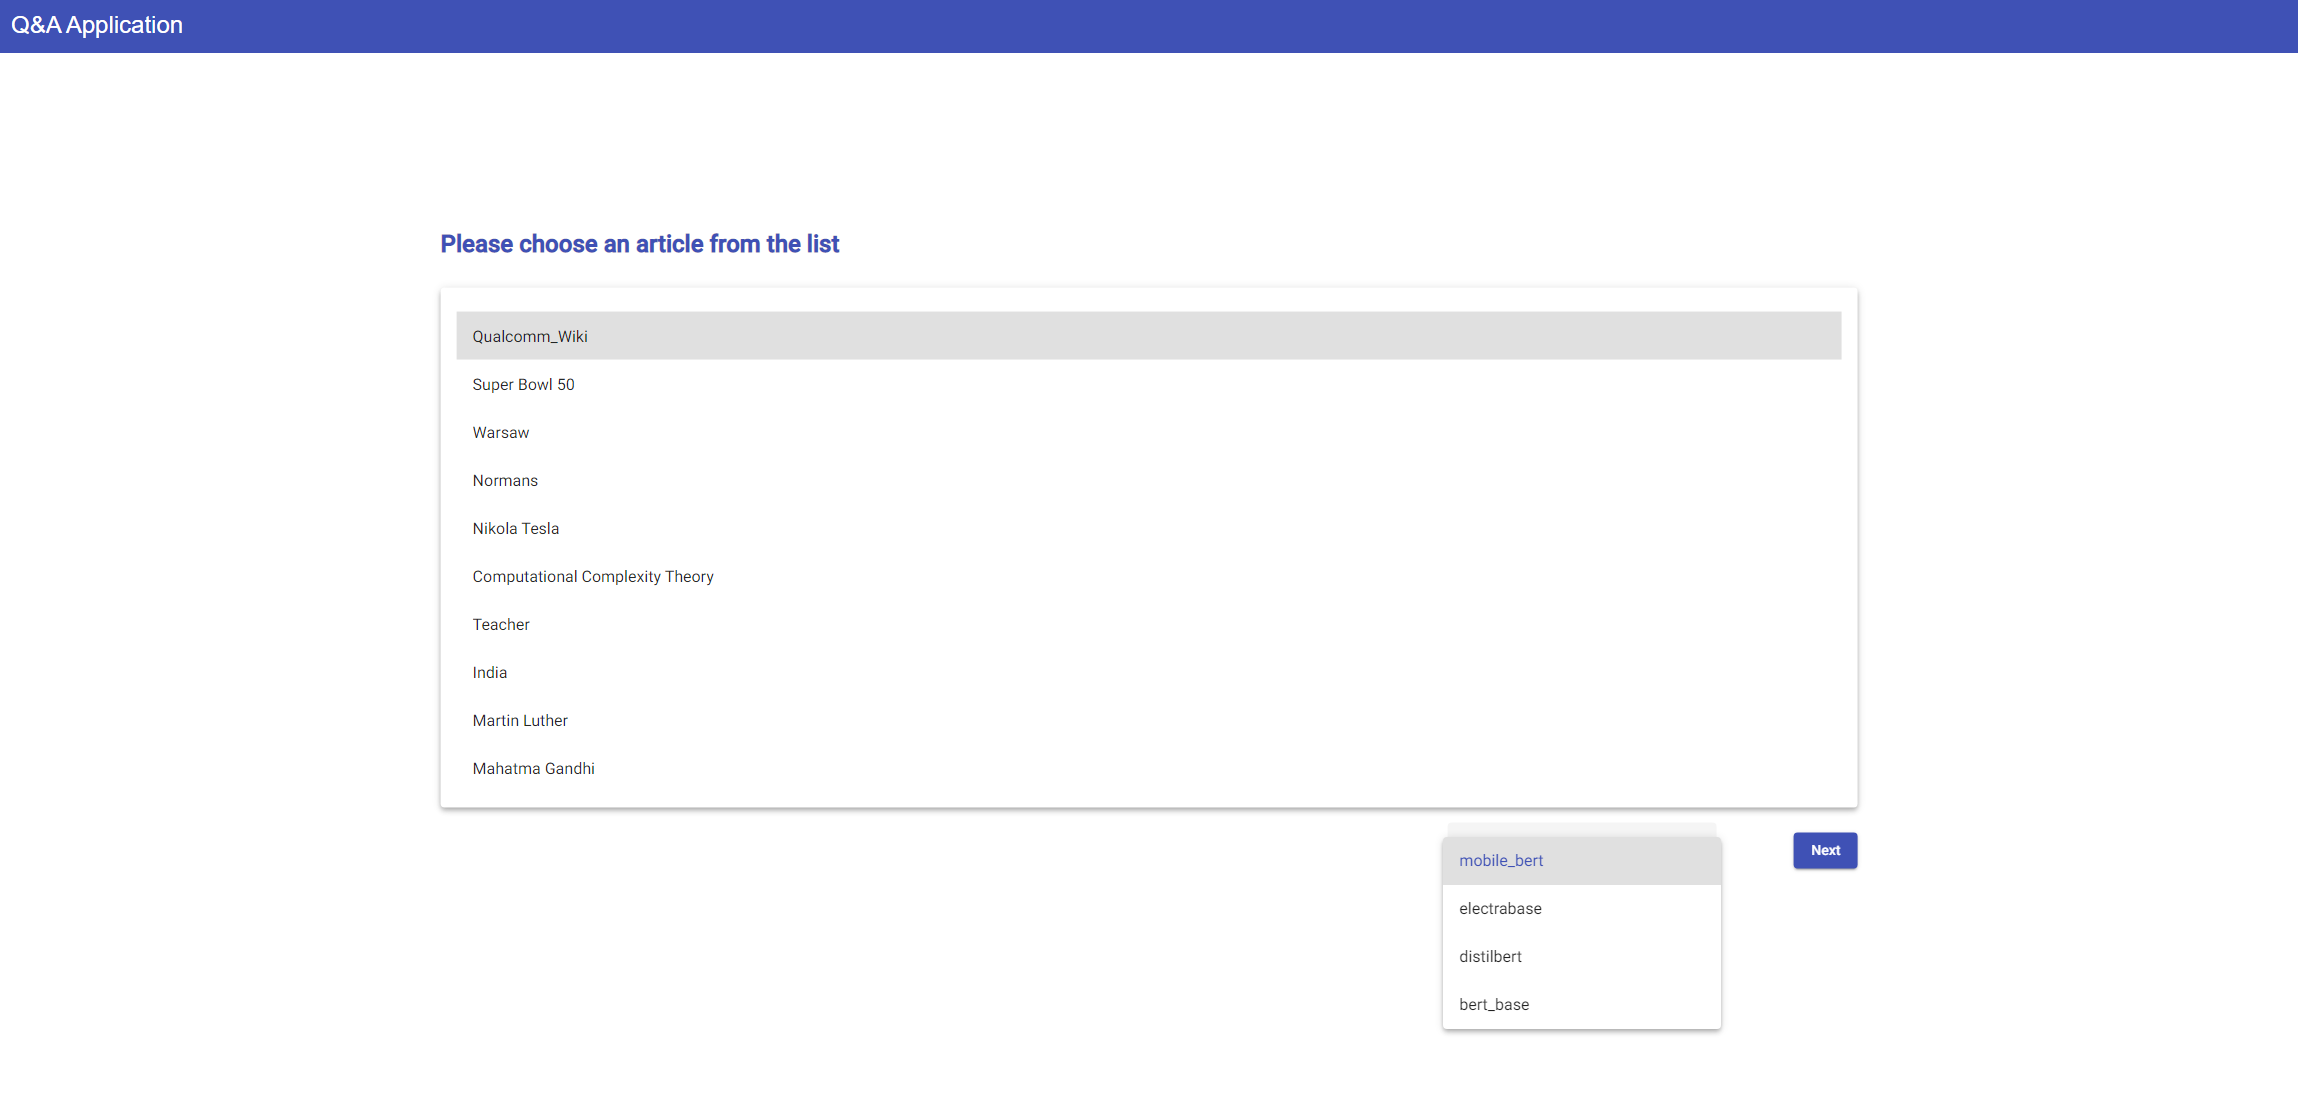 Q&A Application
Please choose an article from the list
Qualcomm_Wiki
Super Bowl 50
Warsaw
Normans
Nikola Tesla
Computational Complexity Theory
Teacher
India
Martin Luther
Mahatma Gandhi
mobile_bert
Next
electrabase
distilbert
bert_base